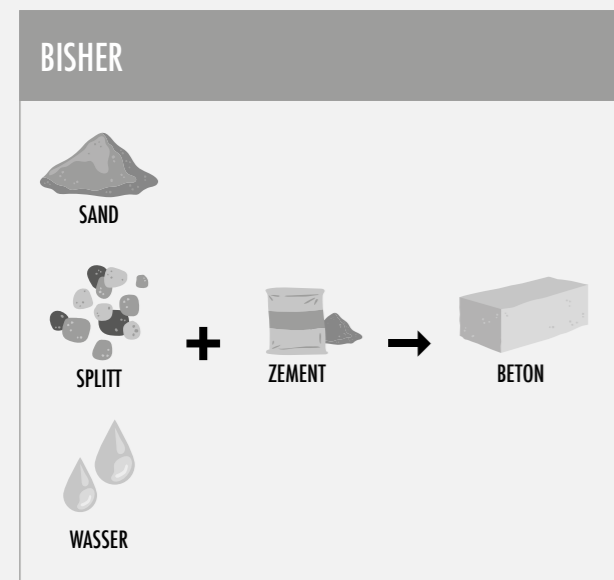 BISHER
SAND
SPLITT
ZEMENT
BETON
WASSER